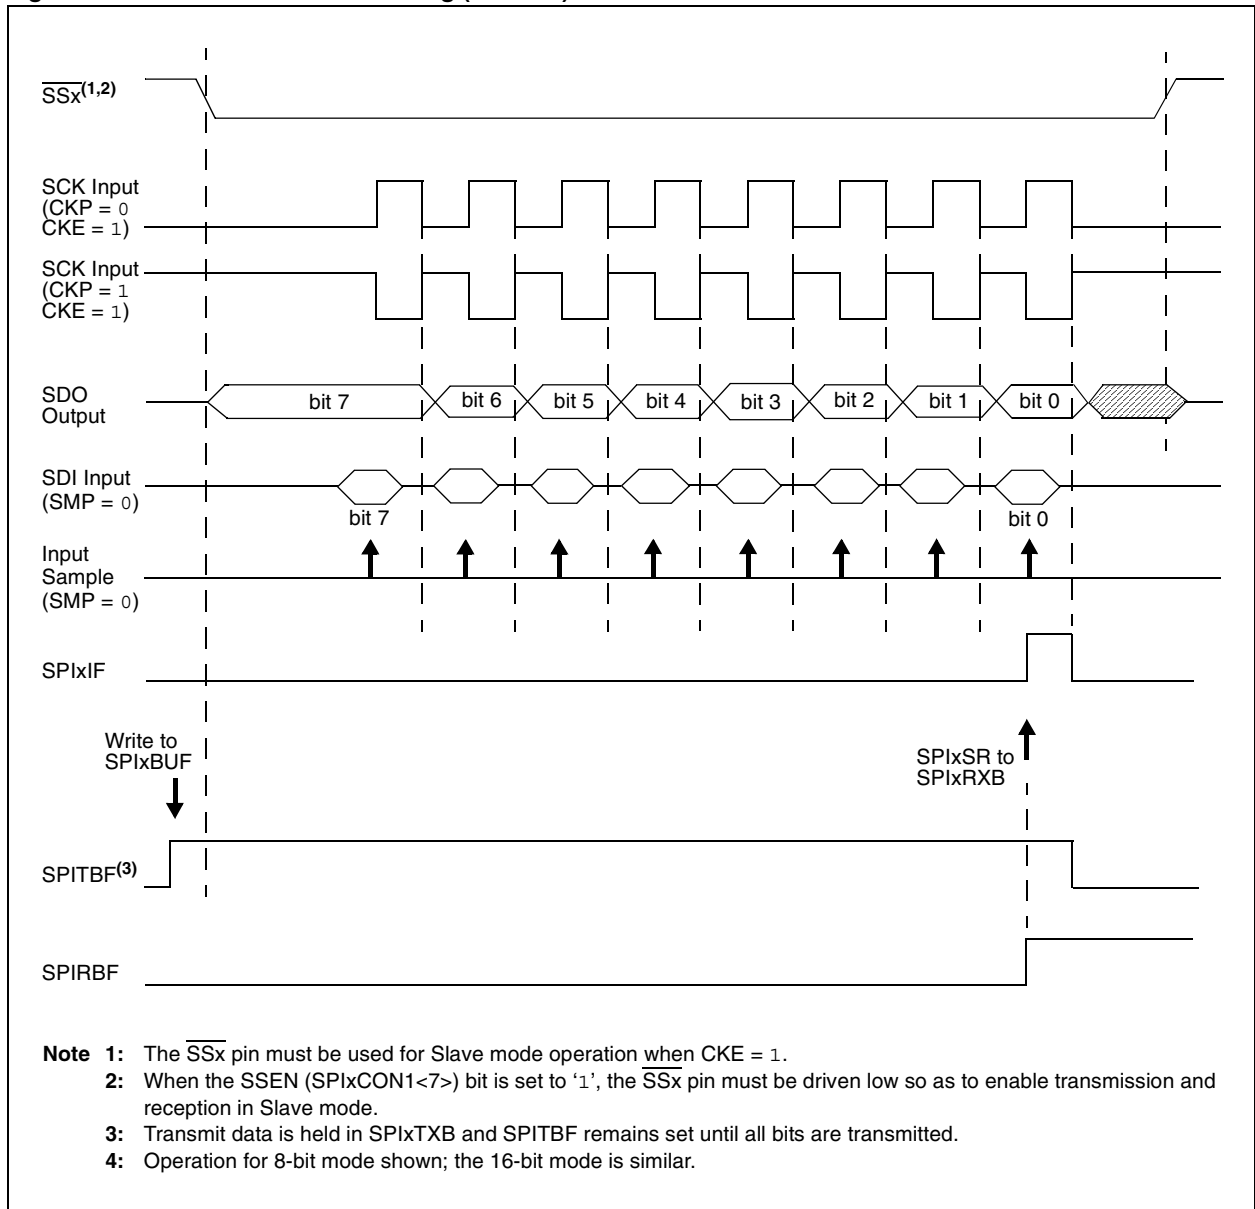 SSx(1,2)
SCK Input
(CKP = 0
CKE = 1)
SCK Input
(CKP = 1
CKE = 1)
SDO
Output
bit 7 bit 6 bit 5 bit 4 bit 3 bit 2 bit 1 bit 0
SDI Input
(SMP = 0)
bit 7 bit 0
Input
Sample
(SMP = 0)
SPIxIF
Write to
SPIxBUF
SPIxSR to
SPIxRXB
SPITBF(3)
SPIRBF
Note 1: The SSx pin must be used for Slave mode operation when CKE = 1.
2: When the SSEN (SPIxCON1<7>) bit is set to ‘1’, the SSx pin must be driven low so as to enable transmission and
reception in Slave mode.
3: Transmit data is held in SPIxTXB and SPITBF remains set until all bits are transmitted.
4: Operation for 8-bit mode shown; the 16-bit mode is similar.